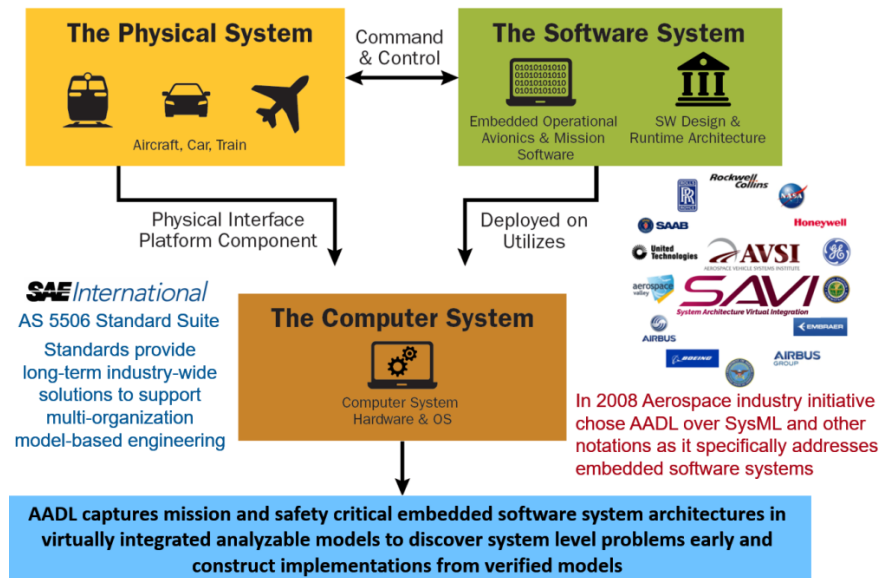 The Physical System
Aircraft, Car, Train
Command
& Control
The Software System
01010101010
01010101010
01010101010
01010101010
Embedded Operational
Avionics & Mission
Software
SW Design &
Runtime Architecture
Physical Interface
Platform Component
Deployed on
Utilizes
SAE International
AS 5506 Standard Suite
Standards provide
long-term industry-wide
solutions to support
multi-organization
model-based engineering
The Computer System
Computer System
Hardware & OS
Rockwell
Collins
NASA
SAAB
Honeywell
United
Technologies
AVSI
AEROSPACE VEHICLE SYSTEMS INSTITUTE
aerospace
valley
SAVI
System Architecture Virtual Integration
AIRBUS
EMBRAER
BOEING
AIRBUS
GROUP
In 2008 Aerospace industry initiative
chose AADL over SysML and other
notations as it specifically addresses
embedded software systems
AADL captures mission and safety critical embedded software system architectures in
virtually integrated analyzable models to discover system level problems early and
construct implementations from verified models